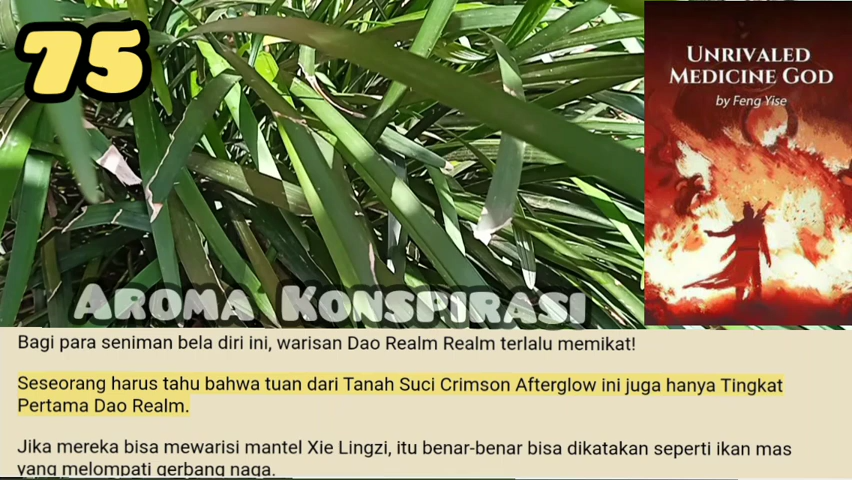 75
UNRIVALED
MEDICINE GOD
by Feng Yise
AROMA KONSPIRASI
Bagi para seniman bela diri ini, warisan Dao Realm Realm terlalu memikat!
Seseorang harus tahu bahwa tuan dari Tanah Suci Crimson Afterglow ini juga hanya Tingkat
Pertama Dao Realm.
Jika mereka bisa mewarisi mantel Xie Lingzi, itu benar-benar bisa dikatakan seperti ikan mas
yang melompati gerbang naga.